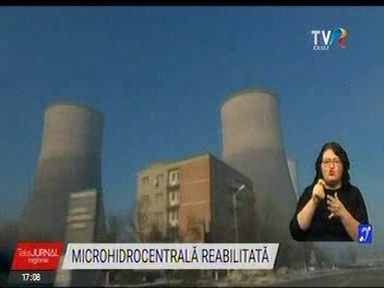 TVR
CLUJ
TeleJURNAL
regional
17:08
MICROHIDROCENTRALĂ REABILITATĂ